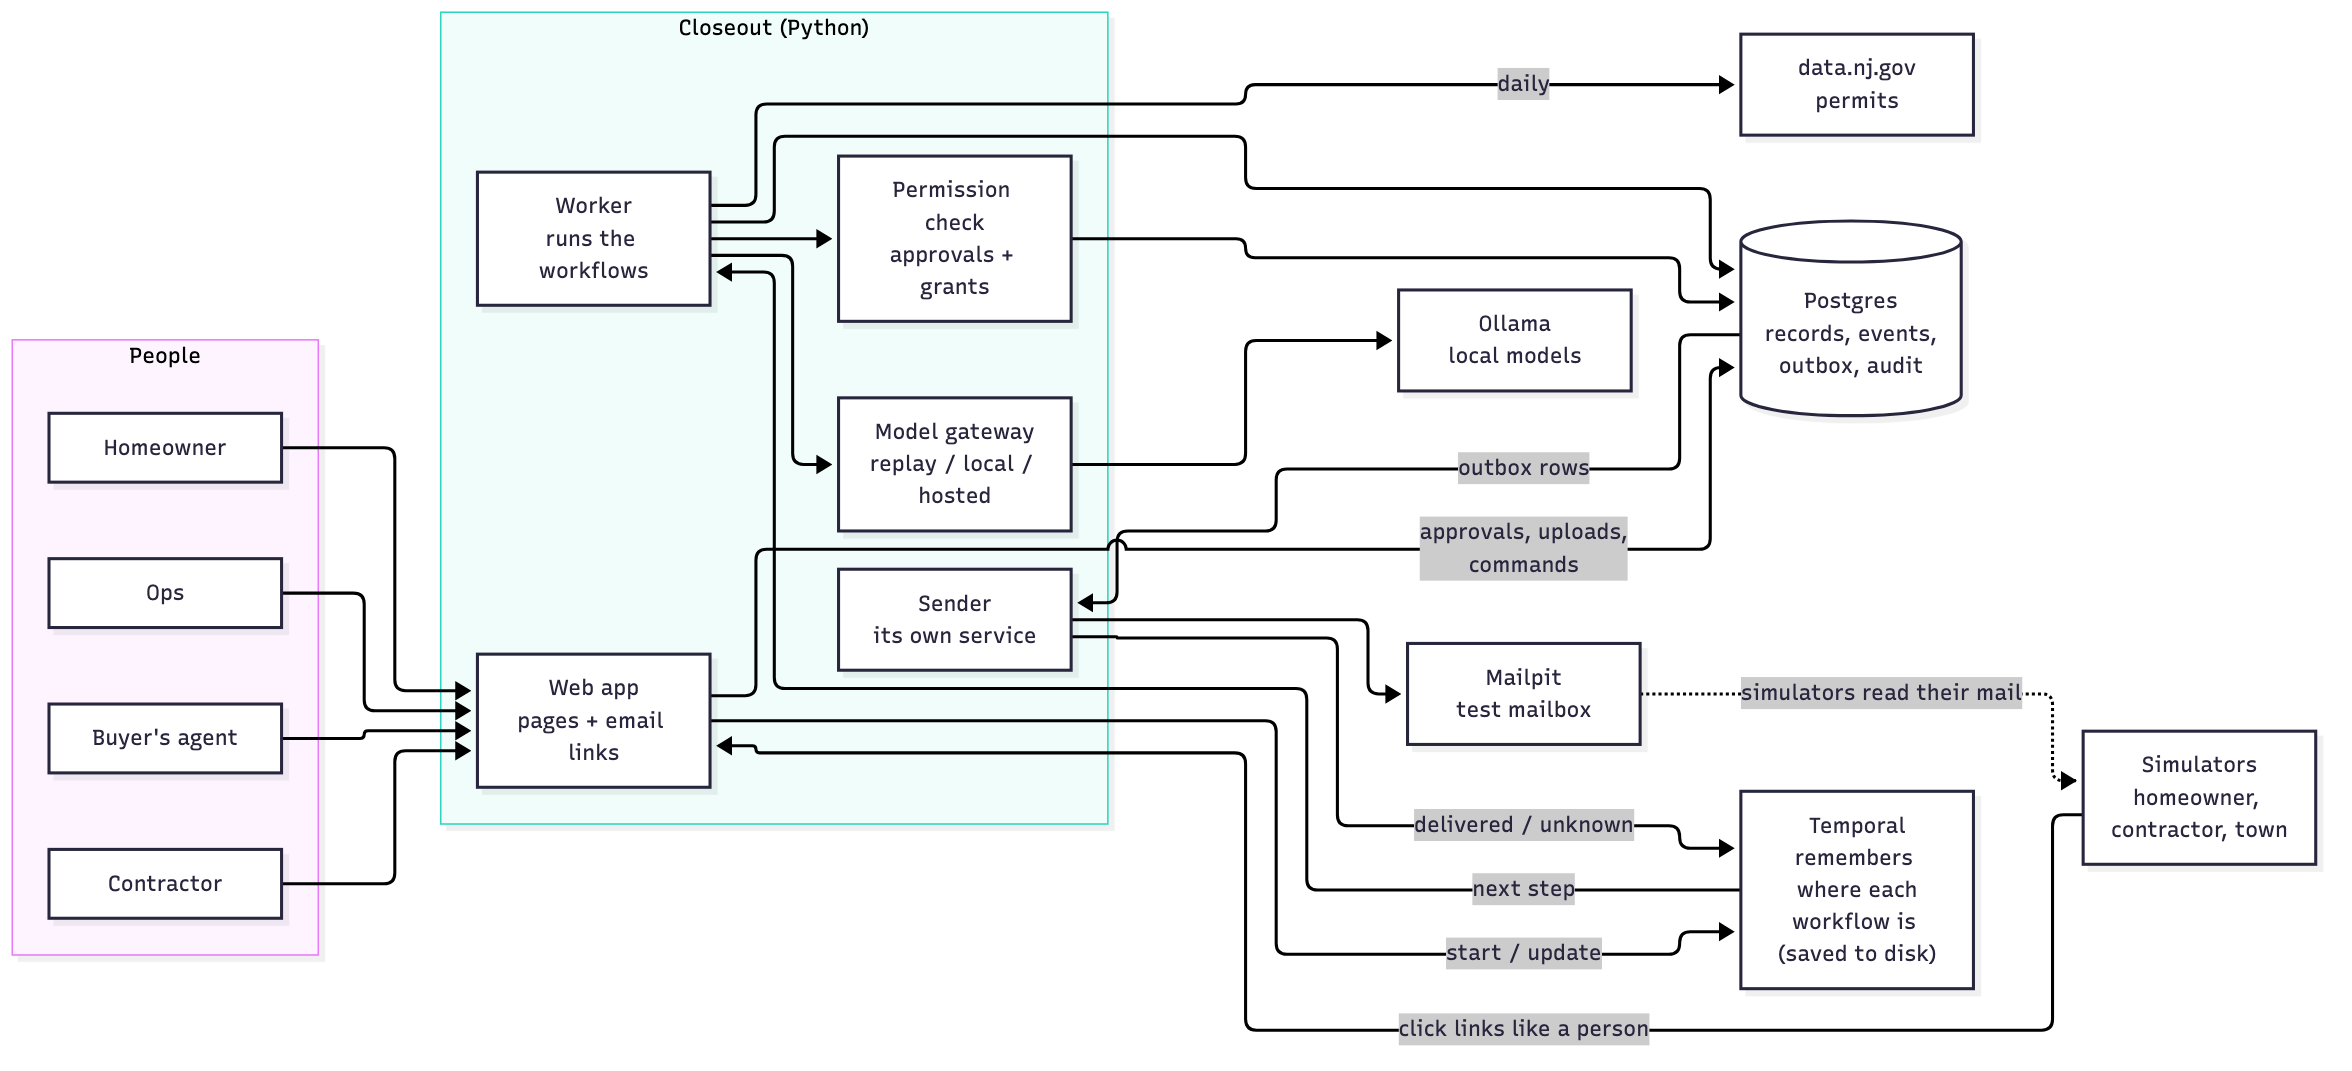 Closeout (Python)
daily
data.nj.gov
permits
Worker
runs the
workflows
Permission
check
approvals +
grants
Postgres
records, events,
outbox, audit
Ollama
local models
People
Homeowner
Ops
Buyer's agent
Contractor
Model gateway
replay / local /
hosted
outbox rows
approvals, uploads,
commands
Sender
its own service
Web app
pages + email
links
Mailpit
test mailbox
simulators read their mail
Simulators
homeowner,
contractor, town
delivered / unknown
next step
start / update
Temporal
remembers
where each
workflow is
(saved to disk)
click links like a person